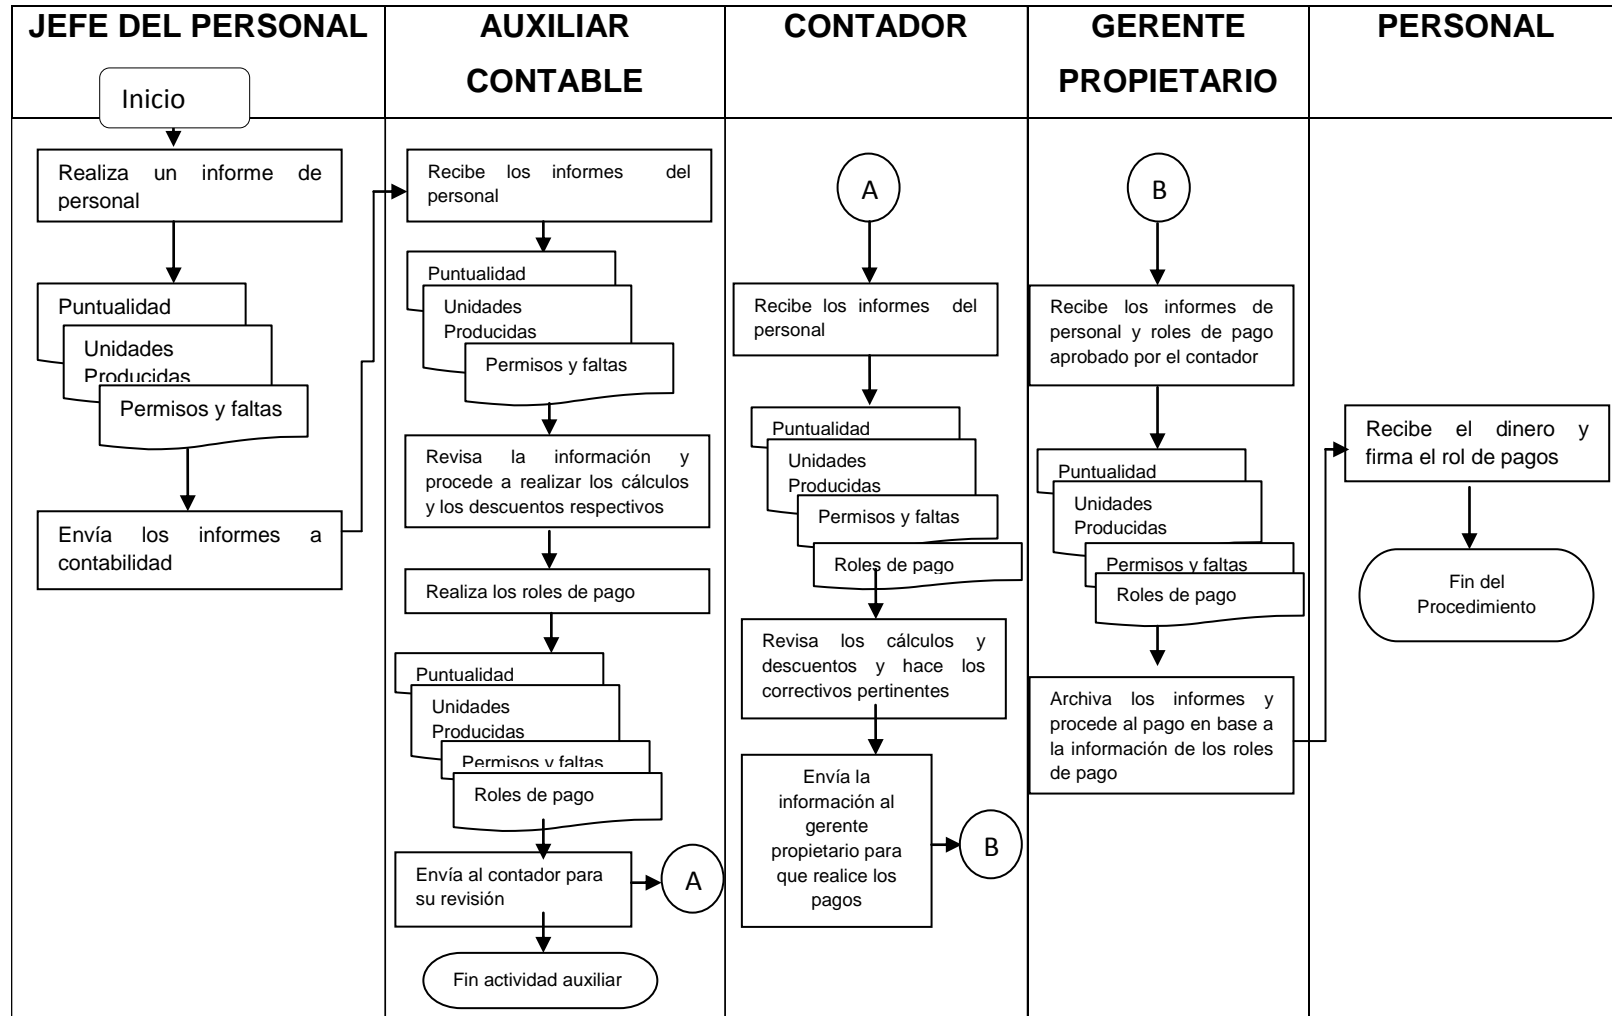 JEFE DEL PERSONAL
Inicio
Realiza un informe de
personal
Puntualidad
Unidades
Producidas
Permisos y faltas
Envía los informes a
contabilidad
AUXILIAR
CONTABLE
Recibe los informes del
personal
Puntualidad
Unidades
Producidas
Permisos y faltas
Revisa la información y
procede a realizar los cálculos
y los descuentos respectivos
Realiza los roles de pago
Puntualidad
Unidades
Producidas
Permisos y faltas
Roles de pago
Envía al contador para
su revisión
A
Fin actividad auxiliar
CONTADOR
A
Recibe los informes del
personal
Puntualidad
Unidades
Producidas
Permisos y faltas
Roles de pago
Revisa los cálculos y
descuentos y hace los
correctivos pertinentes
Envía la
información al
gerente
propietario para
que realice los
pagos
B
GERENTE
PROPIETARIO
B
Recibe los informes de
personal y roles de pago
aprobado por el contador
Puntualidad
Unidades
Producidas
Permisos y faltas
Roles de pago
Archiva los informes y
procede al pago en base a
la información de los roles
de pago
PERSONAL
Recibe el dinero y
firma el rol de pagos
Fin del
Procedimiento